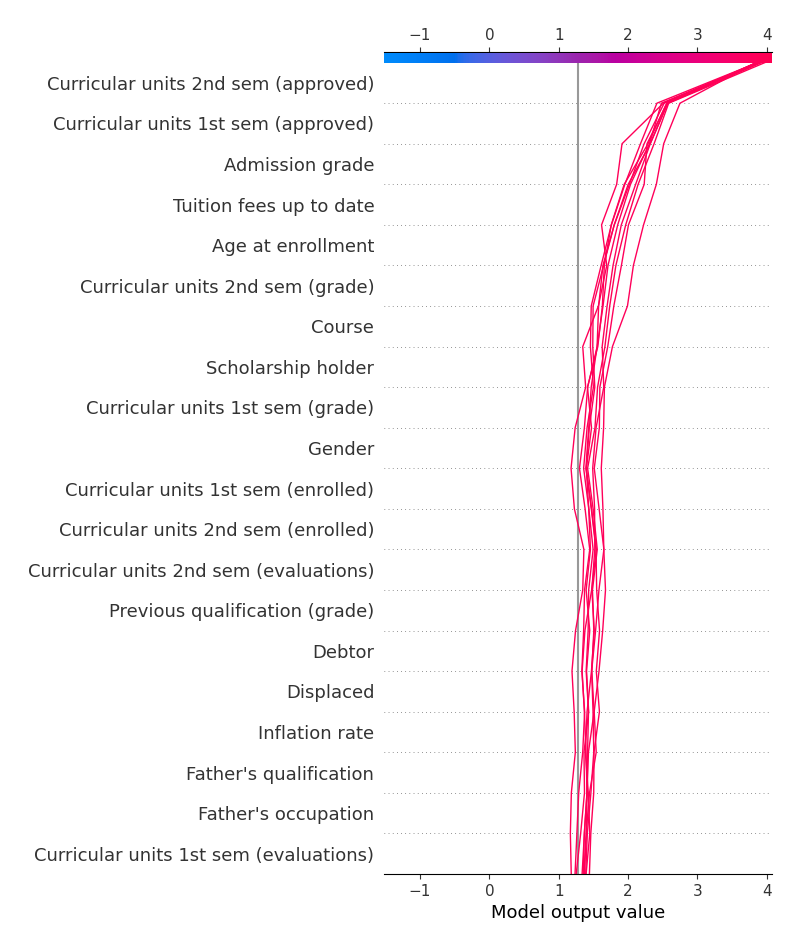 −1 0 1 2 3 4
Curricular units 2nd sem (approved)
Curricular units 1st sem (approved)
Admission grade
Tuition fees up to date
Age at enrollment
Curricular units 2nd sem (grade)
Course
Scholarship holder
Curricular units 1st sem (grade)
Gender
Curricular units 1st sem (enrolled)
Curricular units 2nd sem (enrolled)
Curricular units 2nd sem (evaluations)
Previous qualification (grade)
Debtor
Displaced
Inflation rate
Father's qualification
Father's occupation
Curricular units 1st sem (evaluations)
−1 0 1 2 3 4
Model output value